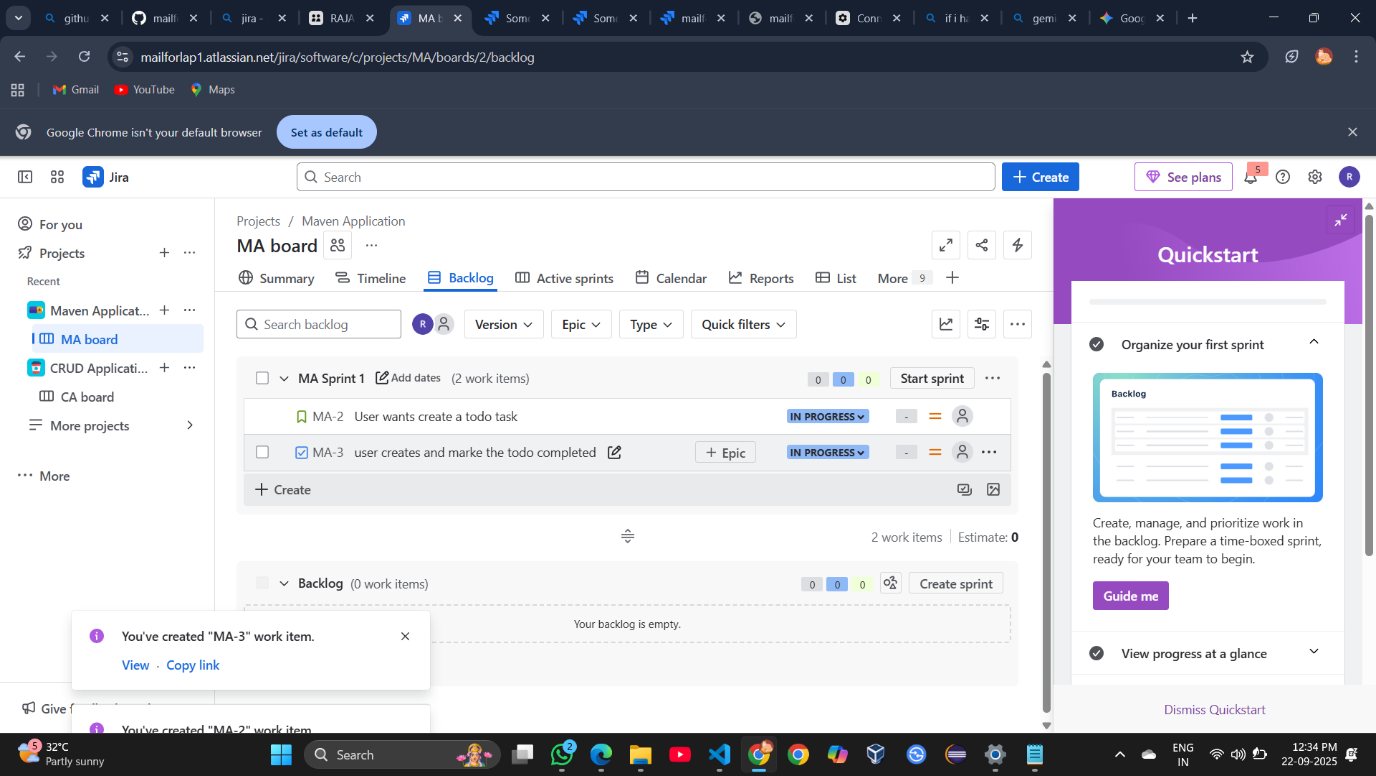 githu
mailf
jira -
RAJA
MA b
Some
Some
mailf
mailf
Conn
if i ha
gemi
Goog
mailforlap1.atlassian.net/jira/software/c/projects/MA/boards/2/backlog
Gmail
YouTube
Maps
Google Chrome isn't your default browser
Set as default
Jira
Search
Create
See plans
5
R
For you
Projects
Recent
Maven Applicat...
MA board
CRUD Applicati...
CA board
More projects
More
Projects / Maven Application
MA board
Summary
Timeline
Backlog
Active sprints
Calendar
Reports
List
More 9
Search backlog
R
Version
Epic
Type
Quick filters
MA Sprint 1
Add dates
(2 work items)
0 0 0
Start sprint
MA-2 User wants create a todo task
IN PROGRESS
-
MA-3 user creates and marke the todo completed
Epic
IN PROGRESS
-
Create
2 work items
Estimate: 0
Backlog (0 work items)
0 0 0
Create sprint
Your backlog is empty.
You've created "MA-3" work item.
View · Copy link
You've created "MA-2" work item.
Give
Quickstart
Organize your first sprint
Backlog
Create, manage, and prioritize work in
the backlog. Prepare a time-boxed sprint,
ready for your team to begin.
Guide me
View progress at a glance
Dismiss Quickstart
5
32°C
Partly sunny
Search
2
ENG
IN
12:34 PM
22-09-2025